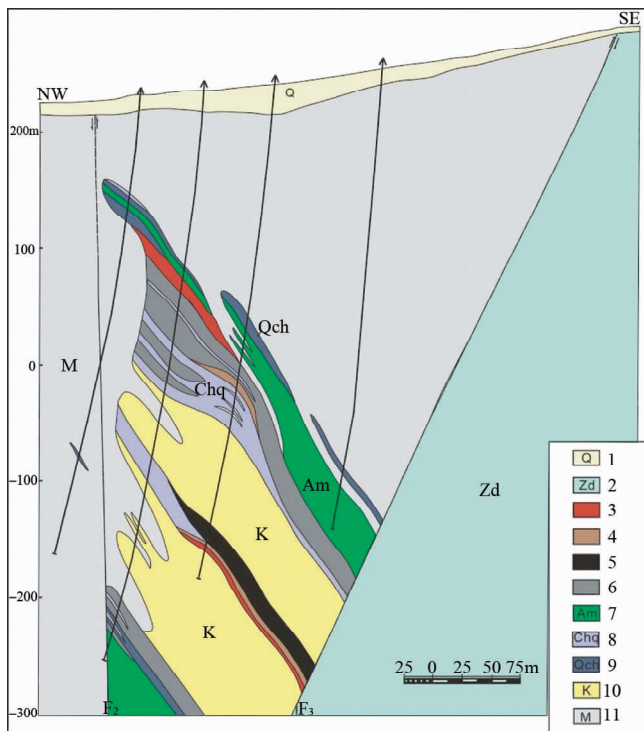 SE
NW
Q
200m
100
0
−100
−200
−300
M
Qch
Chq
Am
K
Zd
K
F₂
F₃
25 0 25 50 75m
Q 1
Zd 2
3
4
5
6
Am 7
Chq 8
Qch 9
K 10
M 11